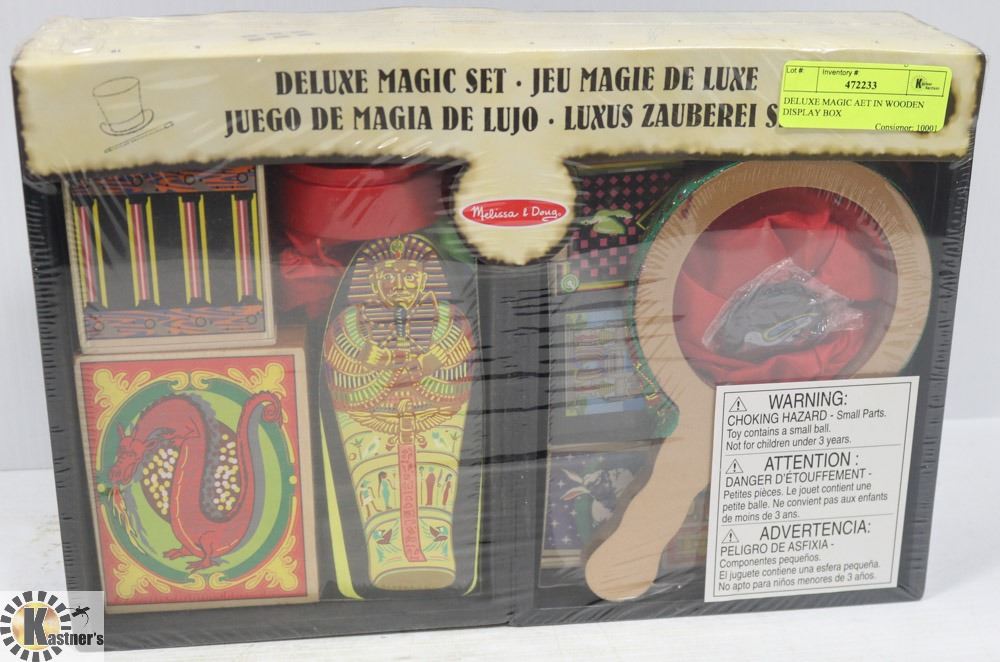 DELUXE MAGIC SET · JEU MAGIE DE LUXE
JUEGO DE MAGIA DE LUJO · LUXUS ZAUBEREI S
Melissa & Doug
Lot #: Inventory #
472233
DELUXE MAGIC AET IN WOODEN
DISPLAY BOX
Consignor: 10001
WARNING:
CHOKING HAZARD - Small Parts.
Toy contains a small ball.
Not for children under 3 years.
ATTENTION :
DANGER D'ÉTOUFFEMENT -
Petites pièces. Le jouet contient une
petite balle. Ne convient pas aux enfants
de moins de 3 ans.
ADVERTENCIA:
PELIGRO DE ASFIXIA -
Componentes pequeños.
El juguete contiene una esfera pequeña.
No apto para niños menores de 3 años.
Kastner's